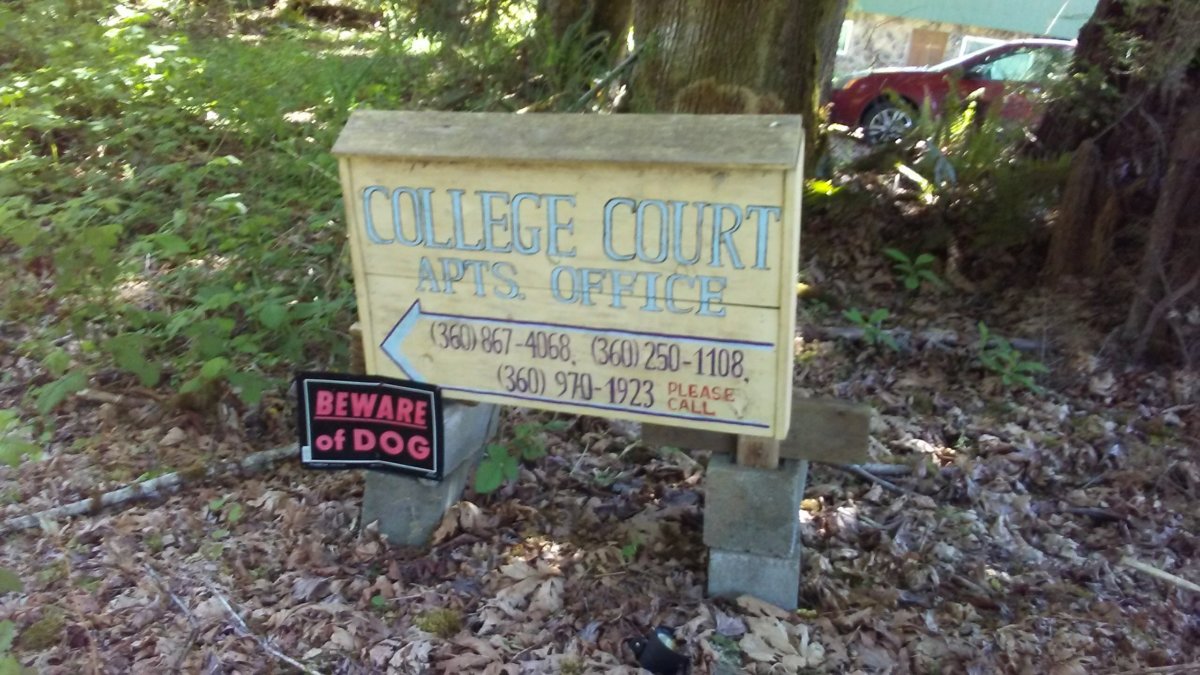 COLLEGE COURT
APTS. OFFICE
(360) 867-4068, (360) 250-1108,
(360) 970-1923 PLEASE
CALL
BEWARE
of DOG